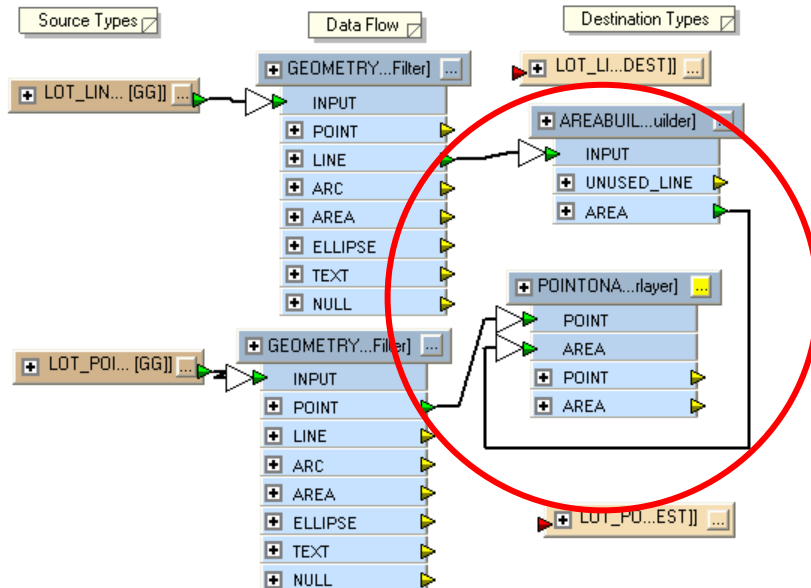 Source Types
Data Flow
Destination Types
LOT_LIN... [GG]] ...
GEOMETRY...Filter] ...
INPUT
POINT
LINE
ARC
AREA
ELLIPSE
TEXT
NULL
LOT_LI...DEST]] ...
AREABUIL...uilder] ...
INPUT
UNUSED_LINE
AREA
POINTONA...rlayer] ...
POINT
AREA
POINT
AREA
LOT_POI... [GG]] ...
GEOMETRY...Filter] ...
INPUT
POINT
LINE
ARC
AREA
ELLIPSE
TEXT
NULL
LOT_PO...EST]] ...